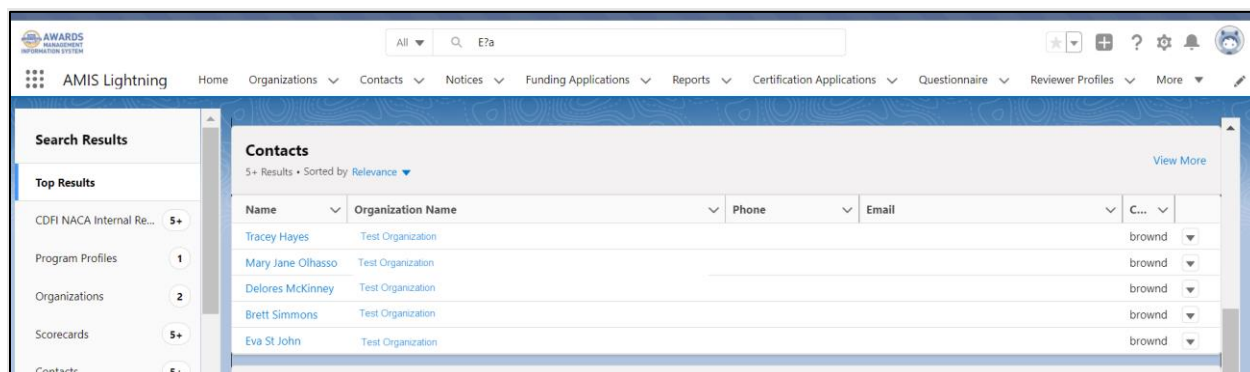 AWARDS
MANAGEMENT
INFORMATION SYSTEM
All E?a
AMIS Lightning Home Organizations Contacts Notices Funding Applications Reports Certification Applications Questionnaire Reviewer Profiles More
Search Results
Top Results
CDFI NACA Internal Re... 5+
Program Profiles 1
Organizations 2
Scorecards 5+
Contacts 5+
Contacts
5+ Results • Sorted by Relevance
View More
Name Organization Name Phone Email C...
Tracey Hayes Test Organization brownd
Mary Jane Olhasso Test Organization brownd
Delores McKinney Test Organization brownd
Brett Simmons Test Organization brownd
Eva St John Test Organization brownd